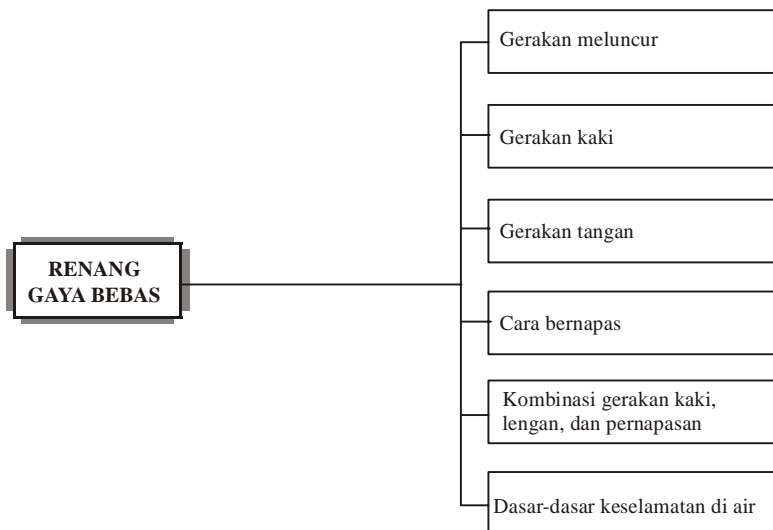 Gerakan meluncur
Gerakan kaki
Gerakan tangan
RENANG
GAYA BEBAS
Cara bernapas
Kombinasi gerakan kaki,
lengan, dan pernapasan
Dasar-dasar keselamatan di air